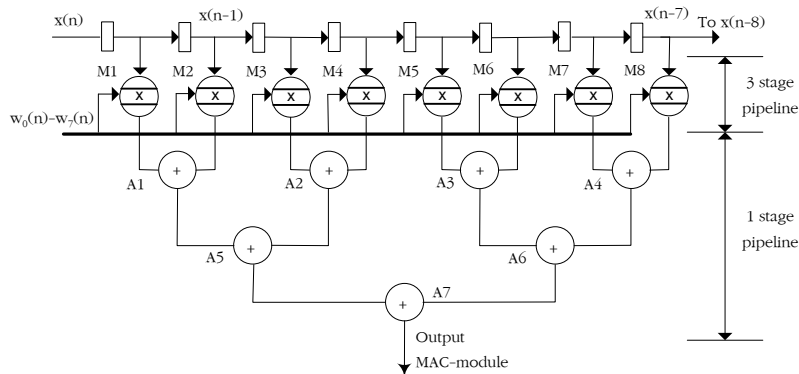 x(n)
x(n-1)
x(n-7)
To x(n-8)
M1
M2
M3
M4
M5
M6
M7
M8
x
x
x
x
x
x
x
x
3 stage
pipeline
w₀(n)-w₇(n)
+
+
+
+
A1
A2
A3
A4
1 stage
pipeline
+
+
A5
A6
+
A7
Output
MAC-module